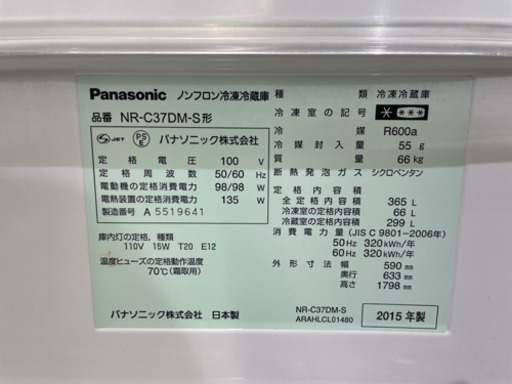 Panasonic ノンフロン冷凍冷蔵庫
品番 NR-C37DM-S形
S JET PS E パナソニック株式会社
定格電圧 100 V
定格周波数 50/60 Hz
電動機の定格消費電力 98/98 W
電熱装置の定格消費電力 135 W
製造番号 A 5519641
庫内灯の定格、種類
110V 15W T20 E12
温度ヒューズの定格動作温度
70℃(霜取用)
パナソニック株式会社 日本製
種類 冷凍冷蔵庫
冷凍室の記号
冷媒 R600a
冷媒封入量 55 g
質量 66 kg
断熱発泡ガス シクロペンタン
定格内容積
全定格内容積 365 L
冷凍室の定格内容積 66 L
冷蔵室の定格内容積 299 L
消費電力量(JIS C 9801-2006年)
50Hz 320 kWh/年
60Hz 320 kWh/年
外形寸法 幅 590 mm
奥行 633 mm
高さ 1798 mm
NR-C37DM-S
ARAHLCL01480
2015年製